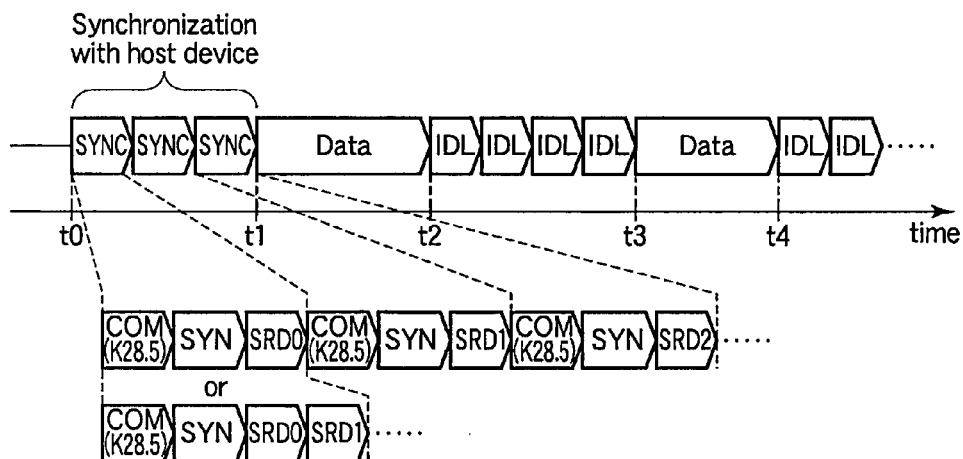 Synchronization
with host device
SYNC SYNC SYNC Data IDL IDL IDL IDL Data IDL IDL .....
t0 t1 t2 t3 t4 time
COM (K28.5) SYN SRD0 COM (K28.5) SYN SRD1 COM (K28.5) SYN SRD2 .....
or
COM (K28.5) SYN SRD0 SRD1 .....